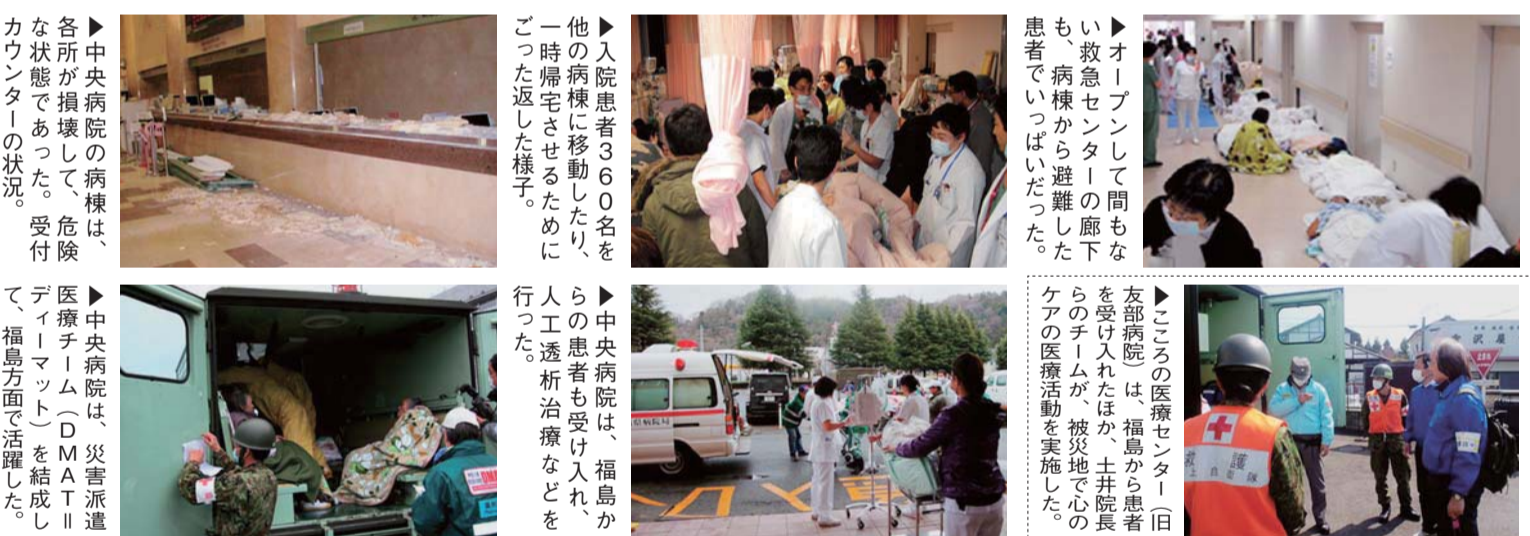 ▶オープンして間もな
い救急センターの廊下
も、病棟から避難した
患者でいっぱいだった。
▶入院患者360名を
他の病棟に移動したり、
一時帰宅させるために
ごった返した様子。
▶中央病院の病棟は、
各所が損壊して、危険
な状態であった。受付
カウンターの状況。
▶こころの医療センター(旧
友部病院)は、福島から患者
を受け入れたほか、土井院長
らのチームが、被災地で心の
ケアの医療活動を実施した。
救護
▶中央病院は、福島か
らの患者も受け入れ、
人工透析治療などを
行った。
▶中央病院は、災害派遣
医療チーム(DMAT=
ディーマット)を結成し
て、福島方面で活躍した。